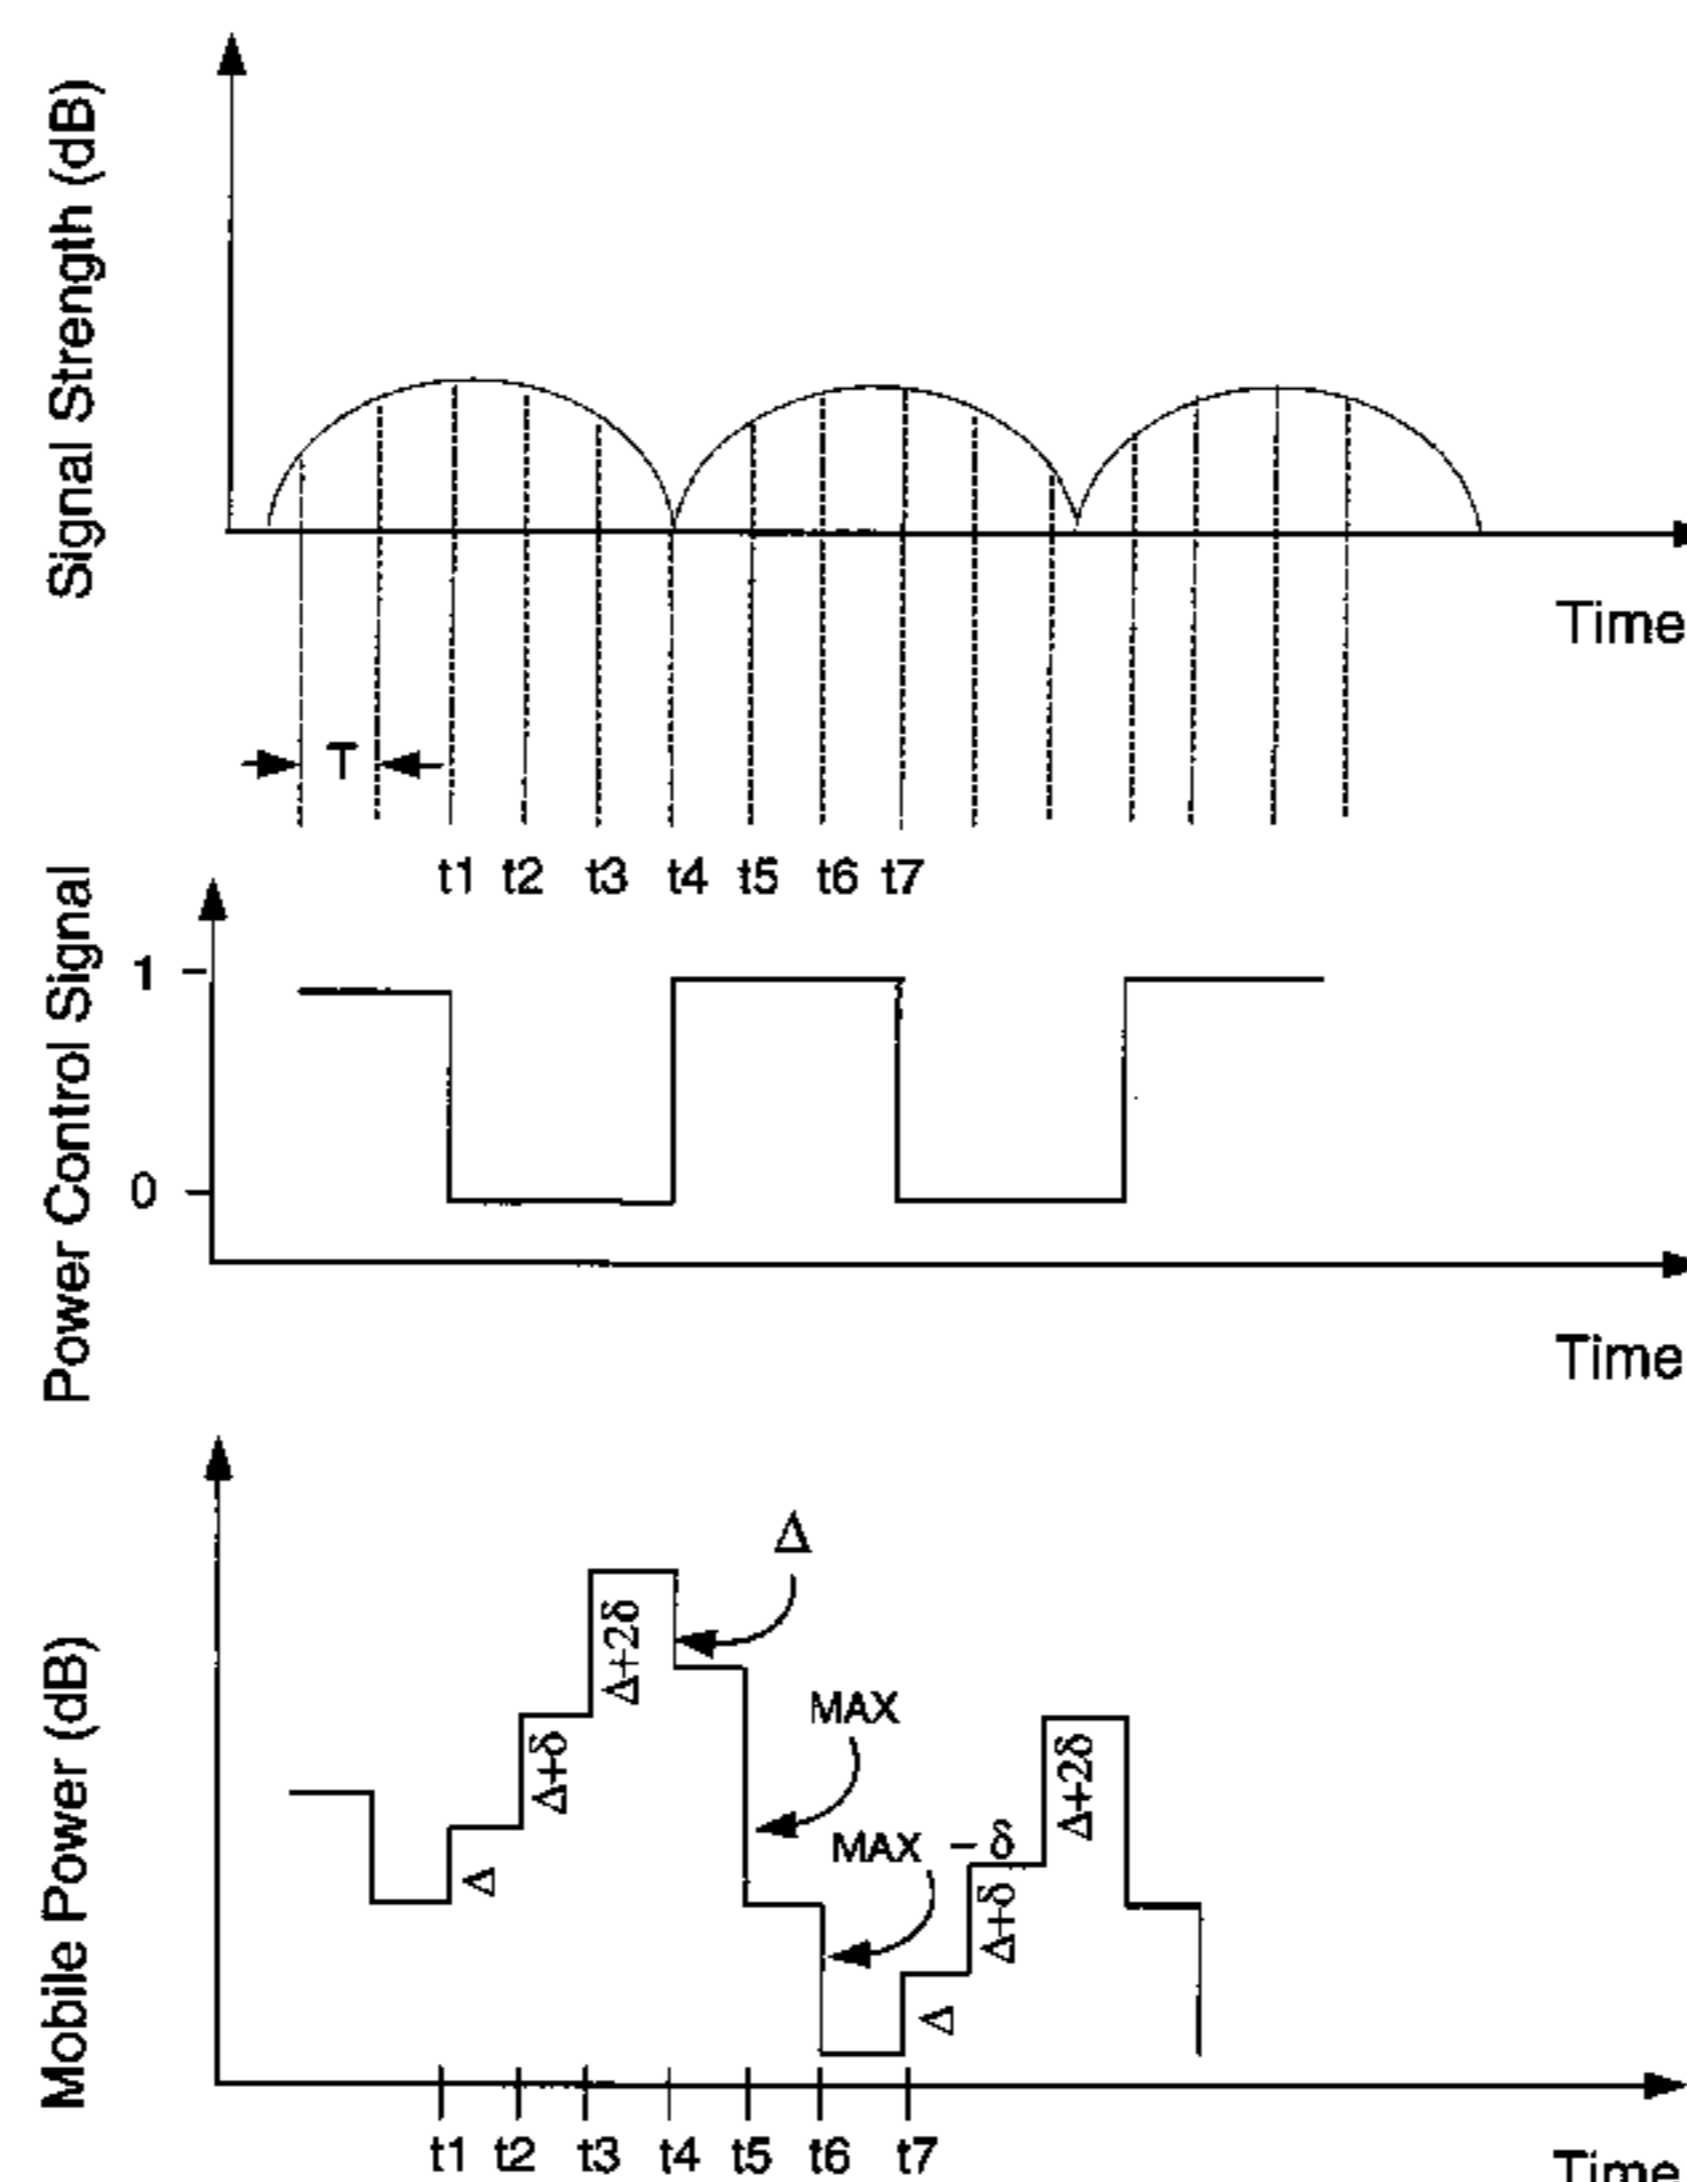 Signal Strength (dB)
Time
T
t1 t2 t3 t4 t5 t6 t7
Power Control Signal
1
0
Time
Mobile Power (dB)
Δ
Δ+2δ
MAX
Δ+δ
MAX - δ
Δ+2δ
Δ
Δ+δ
Δ
t1 t2 t3 t4 t5 t6 t7
Time